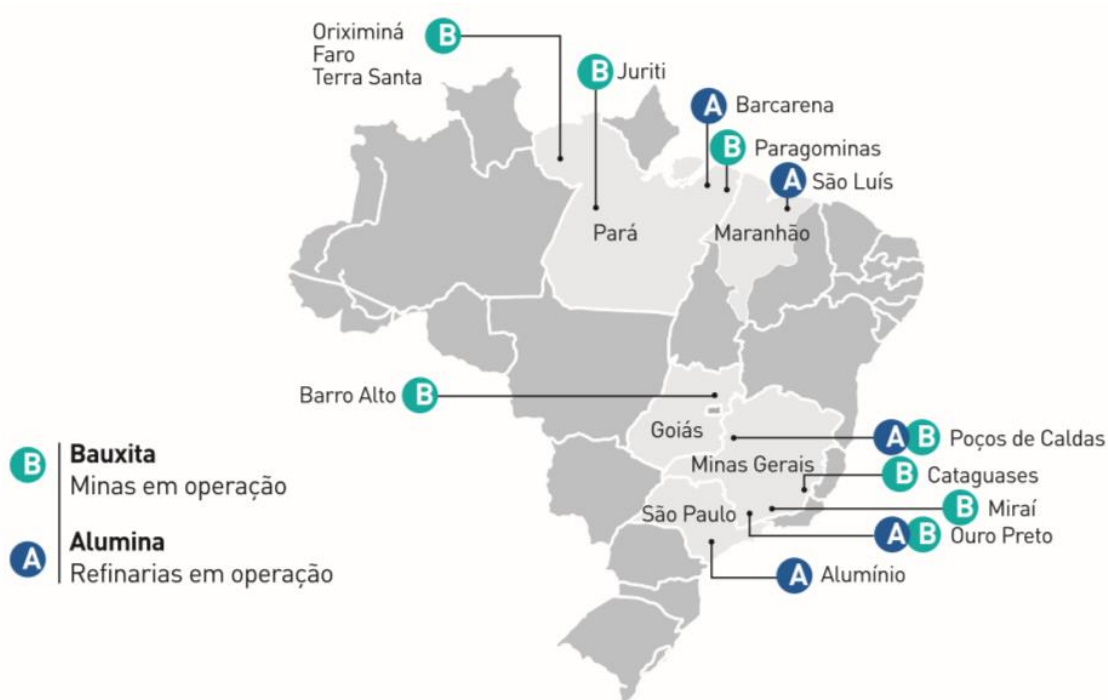 Oriximiná
Faro
Terra Santa
B
B Juriti
A Barcarena
B Paragominas
A São Luís
Pará
Maranhão
Barro Alto B
Goiás
A B Poços de Caldas
Minas Gerais
B Cataguases
São Paulo
B Miraí
A B Ouro Preto
A Alumínio
B Bauxita
Minas em operação
A Alumina
Refinarias em operação